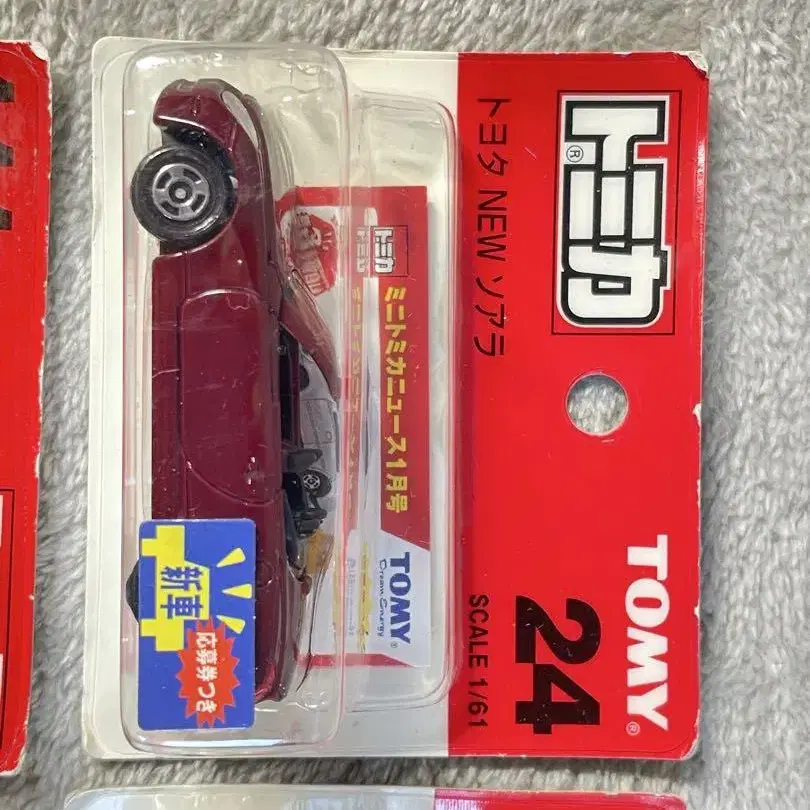 トミカ®
トヨタ NEW ソアラ
TOMY®
24
SCALE 1/61
トミカ
ミニトミカニュース1月号
TOMY®
Dream Energy
新車
応募券つき